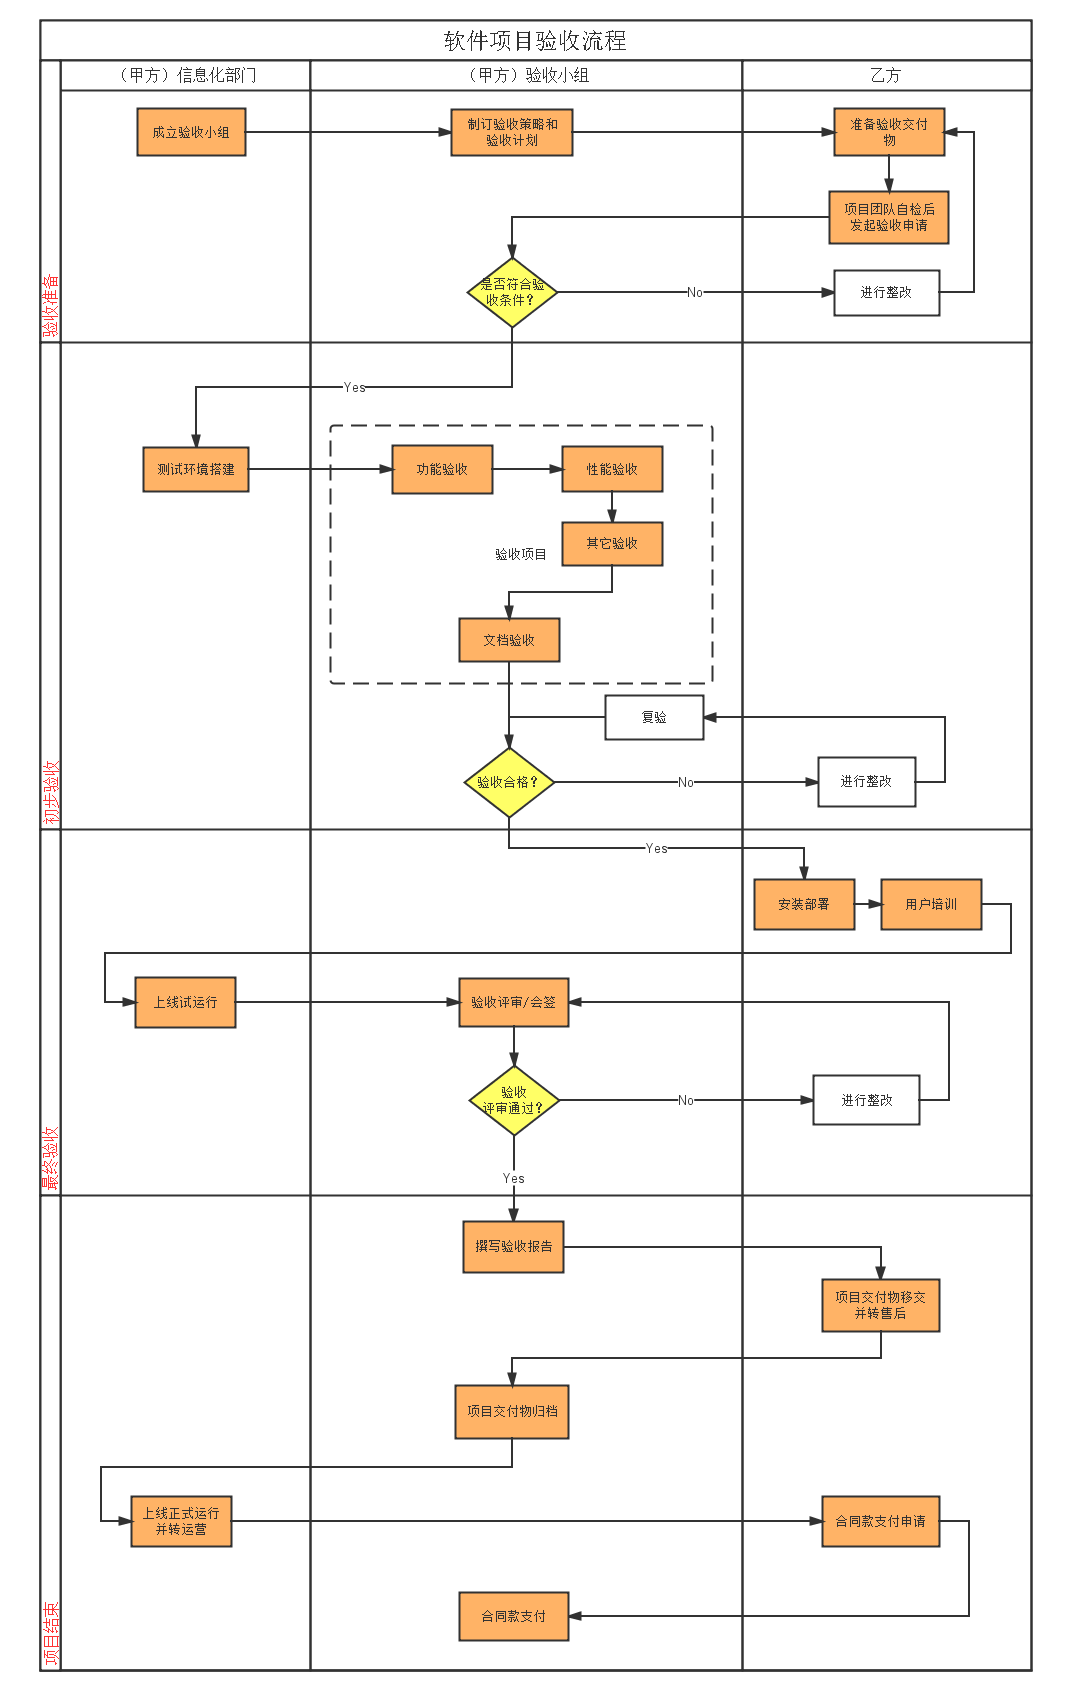 软件项目验收流程
（甲方）信息化部门
（甲方）验收小组
乙方
验收准备
成立验收小组
制订验收策略和
验收计划
准备验收交付
物
项目团队自检后
发起验收申请
是否符合验
收条件？
No
进行整改
Yes
初步验收
测试环境搭建
功能验收
性能验收
其它验收
验收项目
文档验收
复验
验收合格？
No
进行整改
Yes
最终验收
安装部署
用户培训
上线试运行
验收评审/会签
验收
评审通过？
No
进行整改
Yes
项目结束
撰写验收报告
项目交付物移交
并转售后
项目交付物归档
上线正式运行
并转运营
合同款支付申请
合同款支付